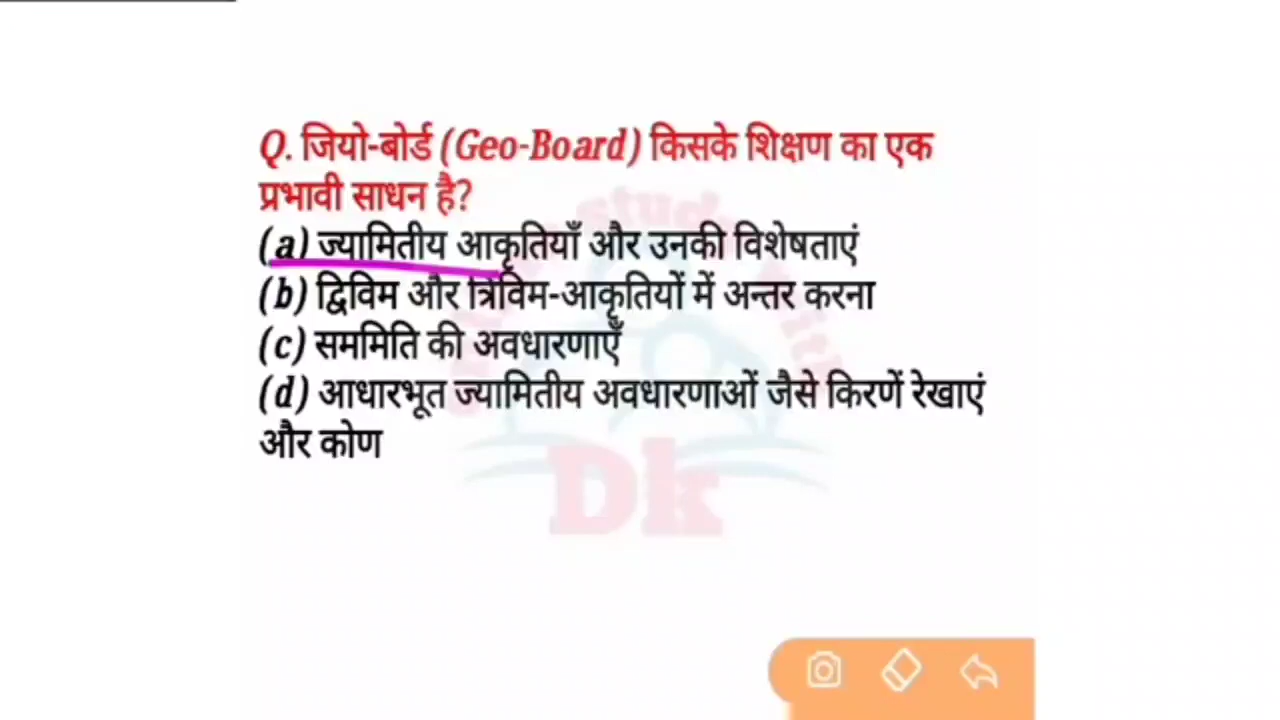 Q. जियो-बोर्ड (Geo-Board) किसके शिक्षण का एक
प्रभावी साधन है?
(a) ज्यामितीय आकृतियाँ और उनकी विशेषताएं
(b) द्विविम और त्रिविम-आकृतियों में अन्तर करना
(c) सममिति की अवधारणाएँ
(d) आधारभूत ज्यामितीय अवधारणाओं जैसे किरणें रेखाएं
और कोण
Dk